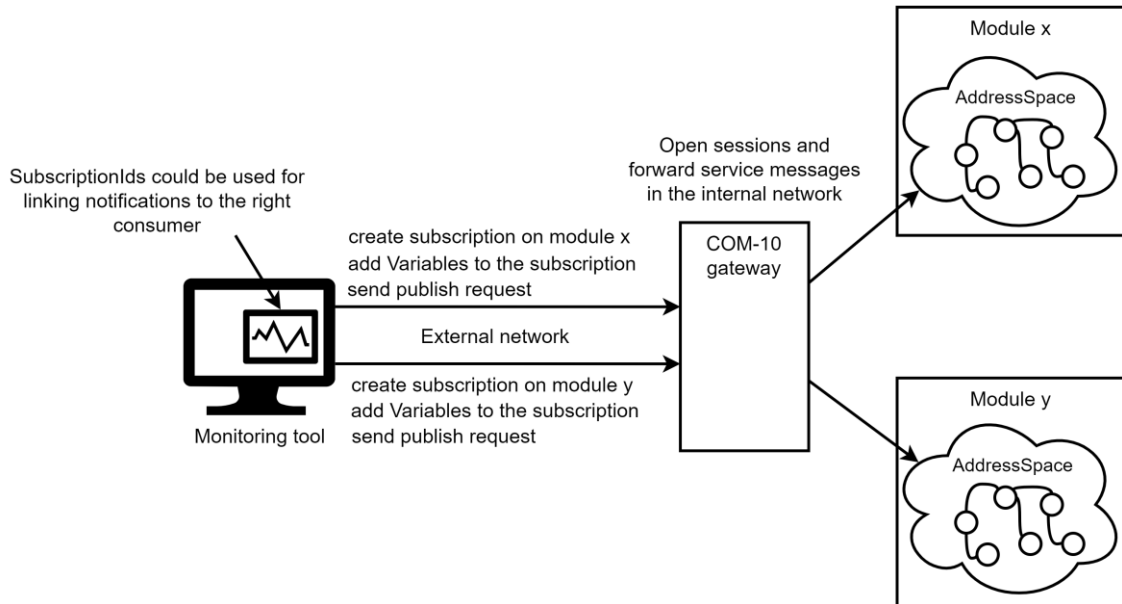 Module x
AddressSpace
Open sessions and
forward service messages
in the internal network
SubscriptionIds could be used for
linking notifications to the right
consumer
create subscription on module x
add Variables to the subscription
send publish request
COM-10
gateway
External network
create subscription on module y
add Variables to the subscription
send publish request
Monitoring tool
Module y
AddressSpace